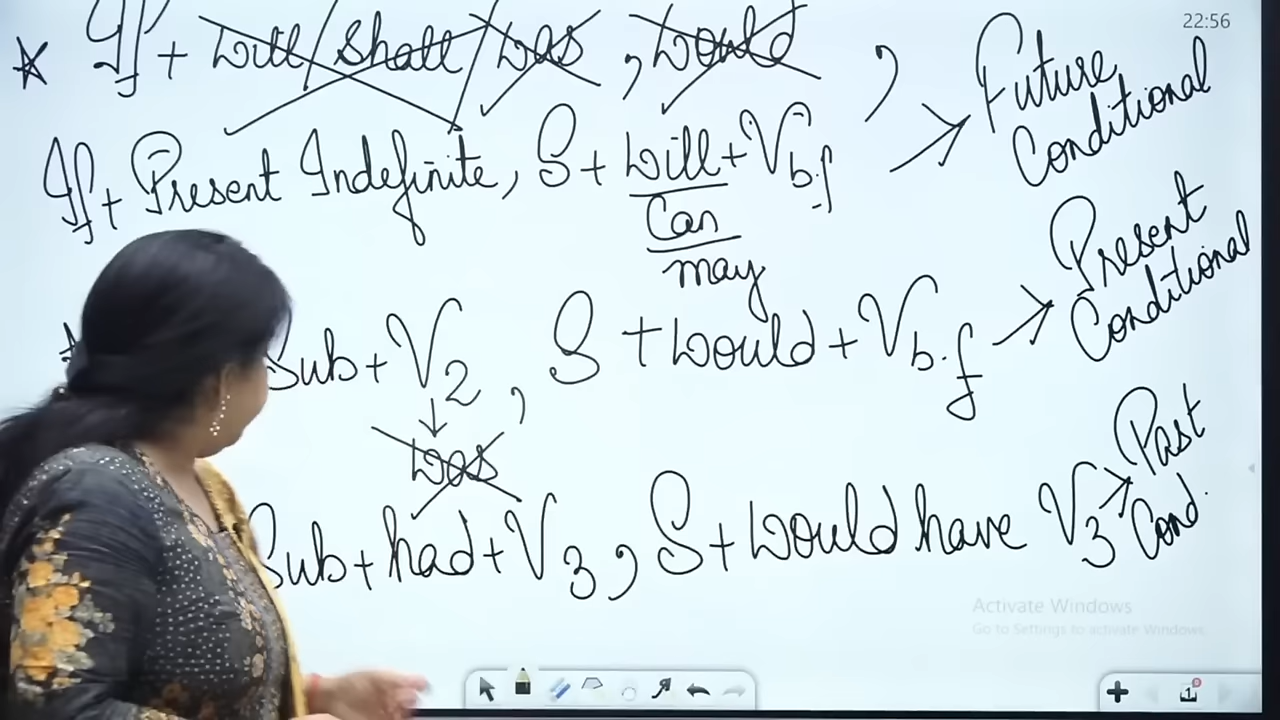 22:56
If + will/shall/was, would,
If + Present Indefinite, S + will + Vb.f → Future Conditional
Can
may
Sub + V2, S + would + Vb.f → Present Conditional
↓
was
Sub + had + V3, S + would have V3 → Past Cond.
Activate Windows
Go to Settings to activate Windows.
1